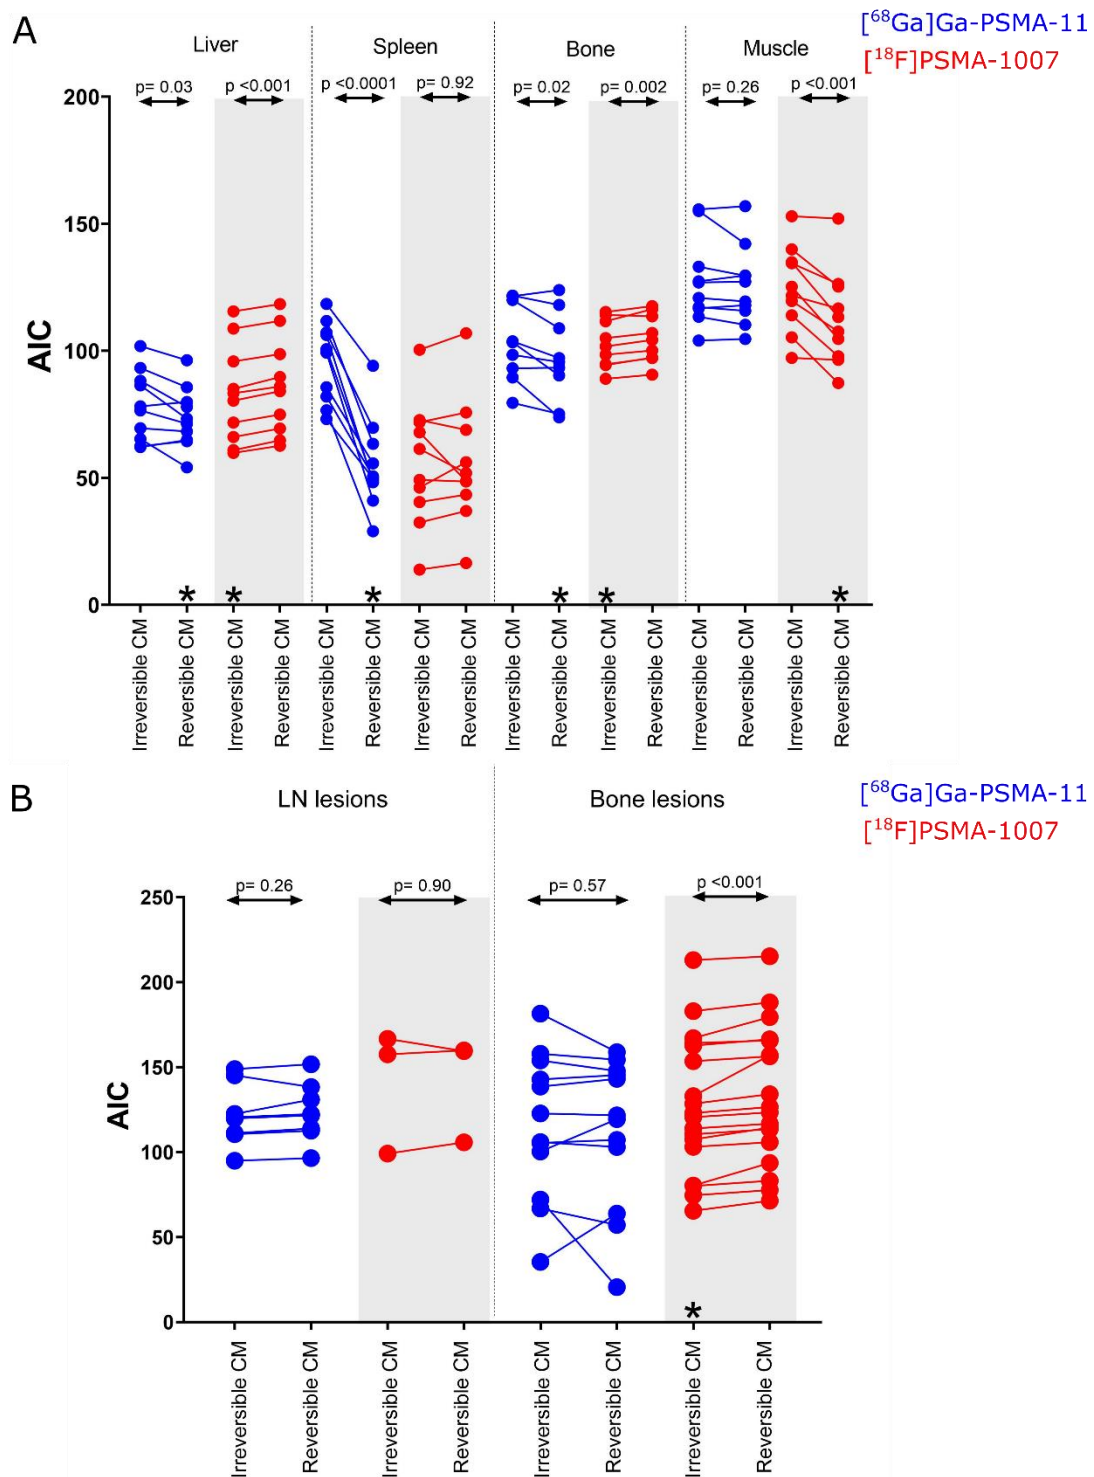 A
[⁶⁸Ga]Ga-PSMA-11
[¹⁸F]PSMA-1007
Liver Spleen Bone Muscle
p= 0.03 p <0.001 p <0.0001 p= 0.92 p= 0.02 p= 0.002 p= 0.26 p <0.001
200
150
100
50
0
AIC
* * * * * *
Irreversible CM
Reversible CM
Irreversible CM
Reversible CM
Irreversible CM
Reversible CM
Irreversible CM
Reversible CM
Irreversible CM
Reversible CM
Irreversible CM
Reversible CM
Irreversible CM
Reversible CM
Irreversible CM
Reversible CM
B
LN lesions Bone lesions
[⁶⁸Ga]Ga-PSMA-11
[¹⁸F]PSMA-1007
p= 0.26 p= 0.90 p= 0.57 p <0.001
250
200
150
100
50
0
AIC
*
Irreversible CM
Reversible CM
Irreversible CM
Reversible CM
Irreversible CM
Reversible CM
Irreversible CM
Reversible CM